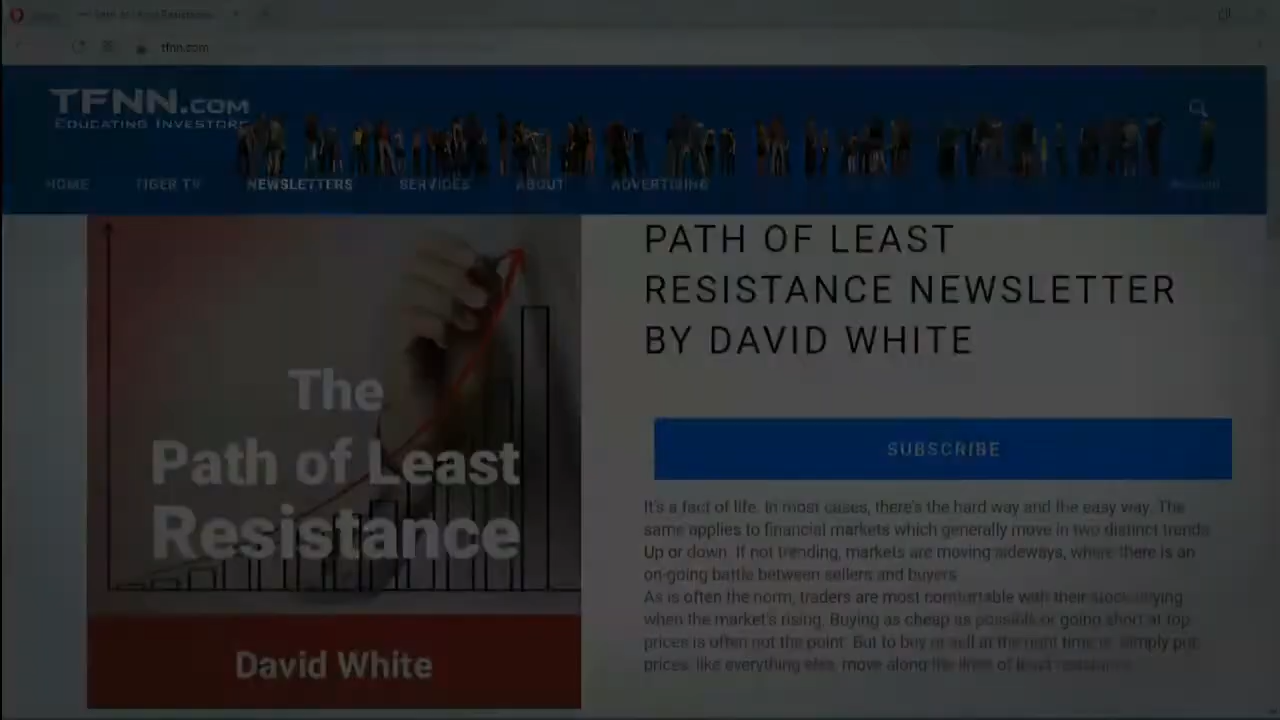 tfnn.com
TFNN.COM
EDUCATING INVESTORS
HOME TIGER TV NEWSLETTERS SERVICES ABOUT ADVERTISING
The
Path of Least
Resistance
David White
PATH OF LEAST
RESISTANCE NEWSLETTER
BY DAVID WHITE
SUBSCRIBE
It's a fact of life. In most cases, there's the hard way and the easy way. The
same applies to financial markets which generally move in two distinct trends.
Up or down. If not trending, markets are moving sideways, where there is an
on-going battle between sellers and buyers.
As is often the norm, traders are most comfortable with their stock buying
when the market's rising. Buying as cheap as possible or going short at top
prices is often not the point. But to buy or sell at the right time is. Simply put,
prices, like everything else, move along the lines of least resistance.